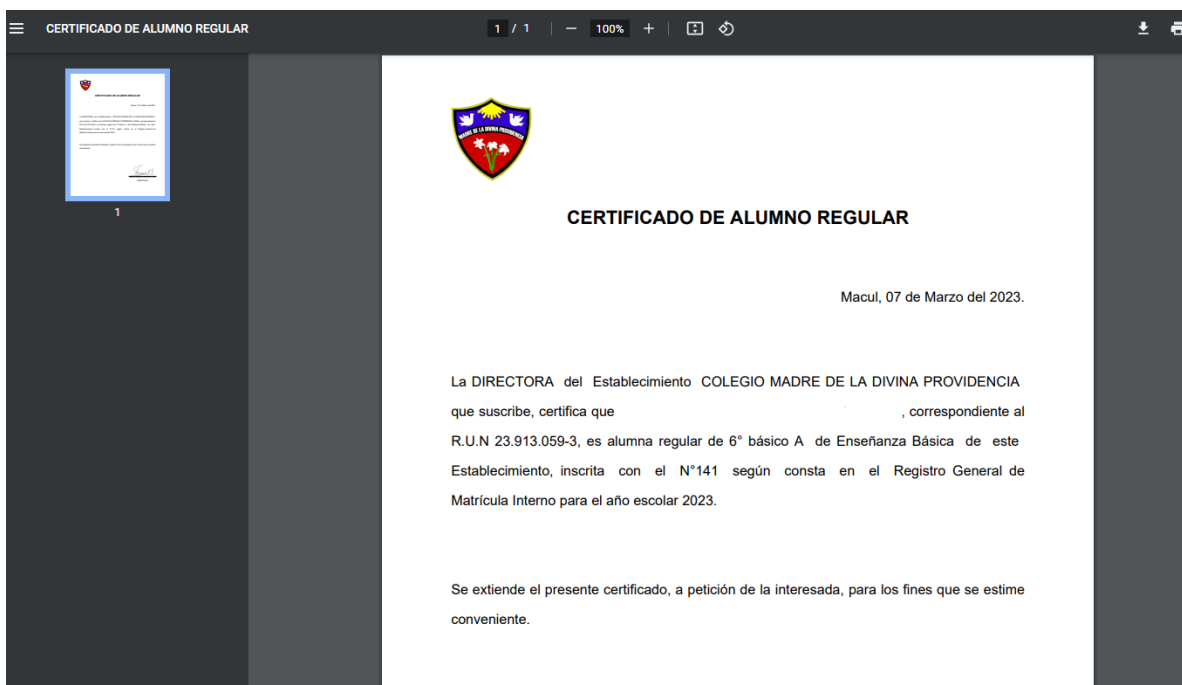 CERTIFICADO DE ALUMNO REGULAR
1 / 1
100%
1
MADRE DE LA DIVINA PROVIDENCIA
CERTIFICADO DE ALUMNO REGULAR
Macul, 07 de Marzo del 2023.
La DIRECTORA del Establecimiento COLEGIO MADRE DE LA DIVINA PROVIDENCIA
que suscribe, certifica que , correspondiente al
R.U.N 23.913.059-3, es alumna regular de 6° básico A de Enseñanza Básica de este
Establecimiento, inscrita con el N°141 según consta en el Registro General de
Matrícula Interno para el año escolar 2023.
Se extiende el presente certificado, a petición de la interesada, para los fines que se estime
conveniente.